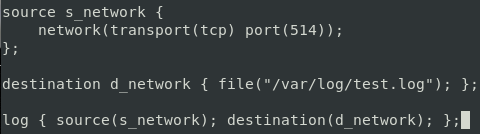 source s_network {
    network(transport(tcp) port(514));
};
destination d_network { file("/var/log/test.log"); };
log { source(s_network); destination(d_network); };